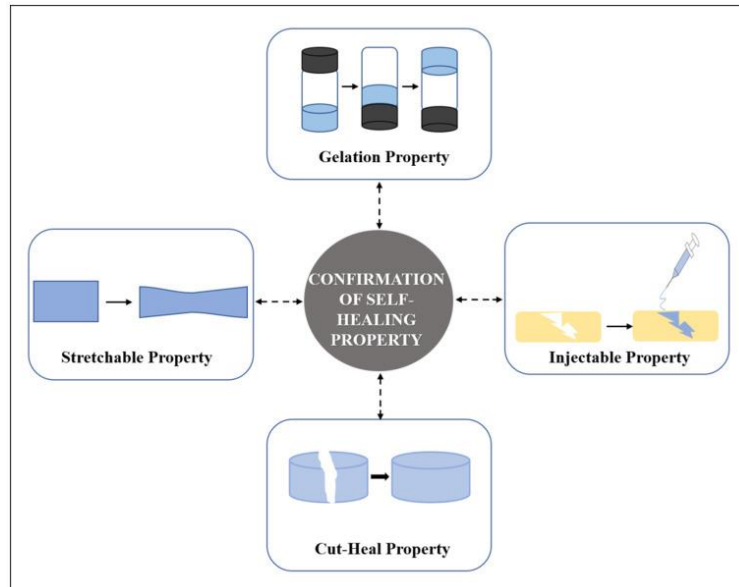 Gelation Property
CONFIRMATION
OF SELF-
HEALING
PROPERTY
Stretchable Property
Injectable Property
Cut-Heal Property